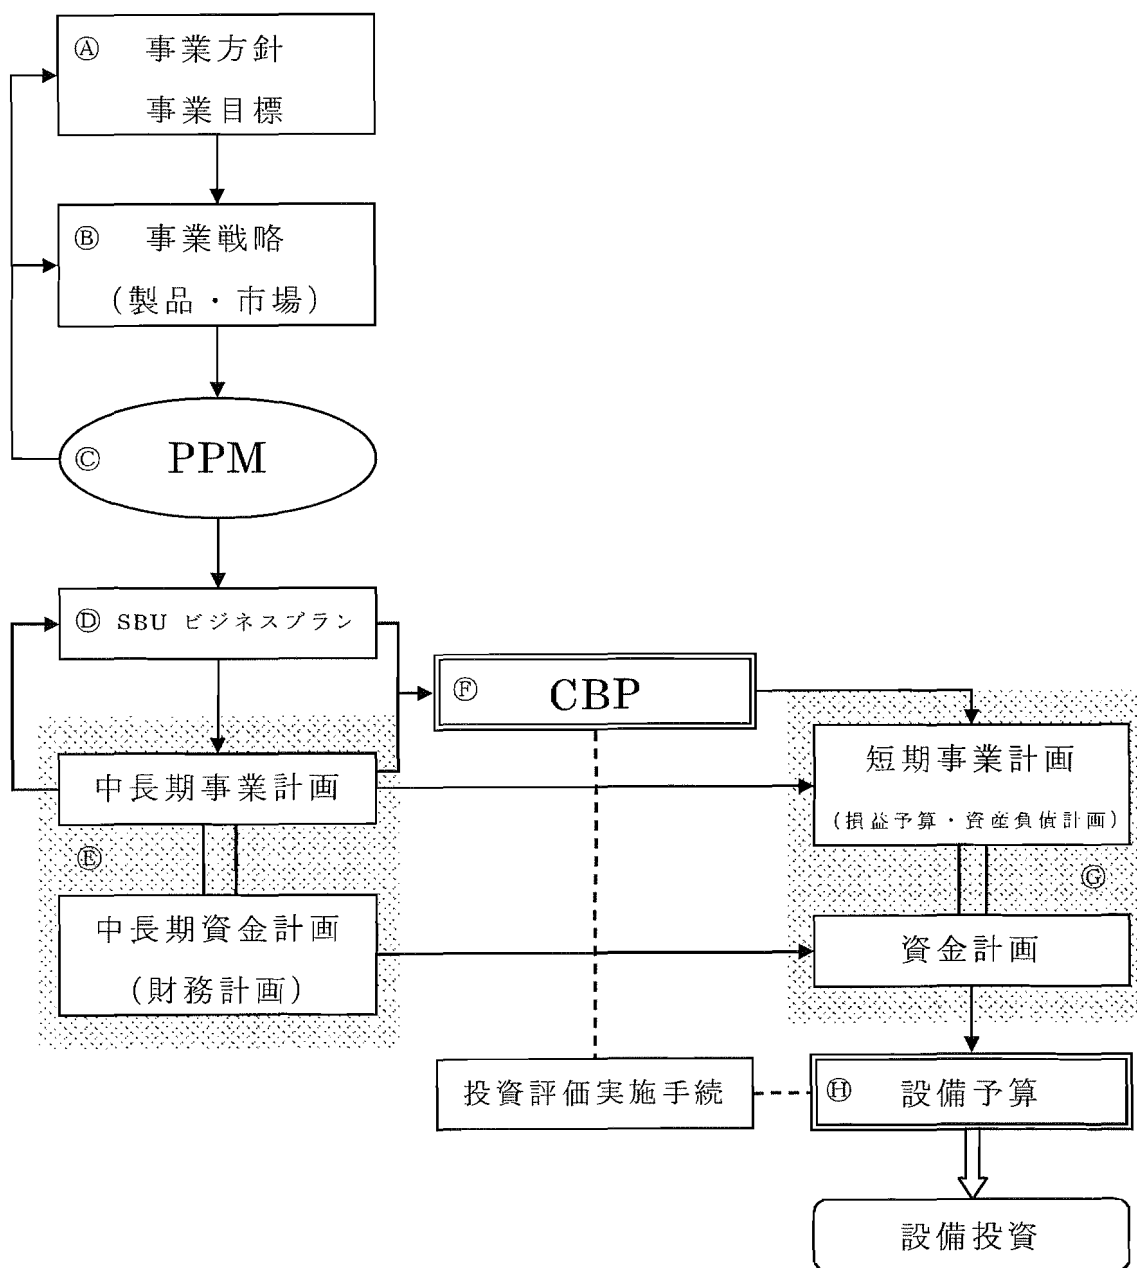 Ⓐ 事業方針
事業目標
Ⓑ 事業戦略
(製品・市場)
Ⓒ PPM
Ⓓ SBU ビジネスプラン
Ⓕ CBP
中長期事業計画
短期事業計画
(損益予算・資産負債計画)
Ⓔ
Ⓖ
中長期資金計画
(財務計画)
資金計画
投資評価実施手続
Ⓗ 設備予算
設備投資